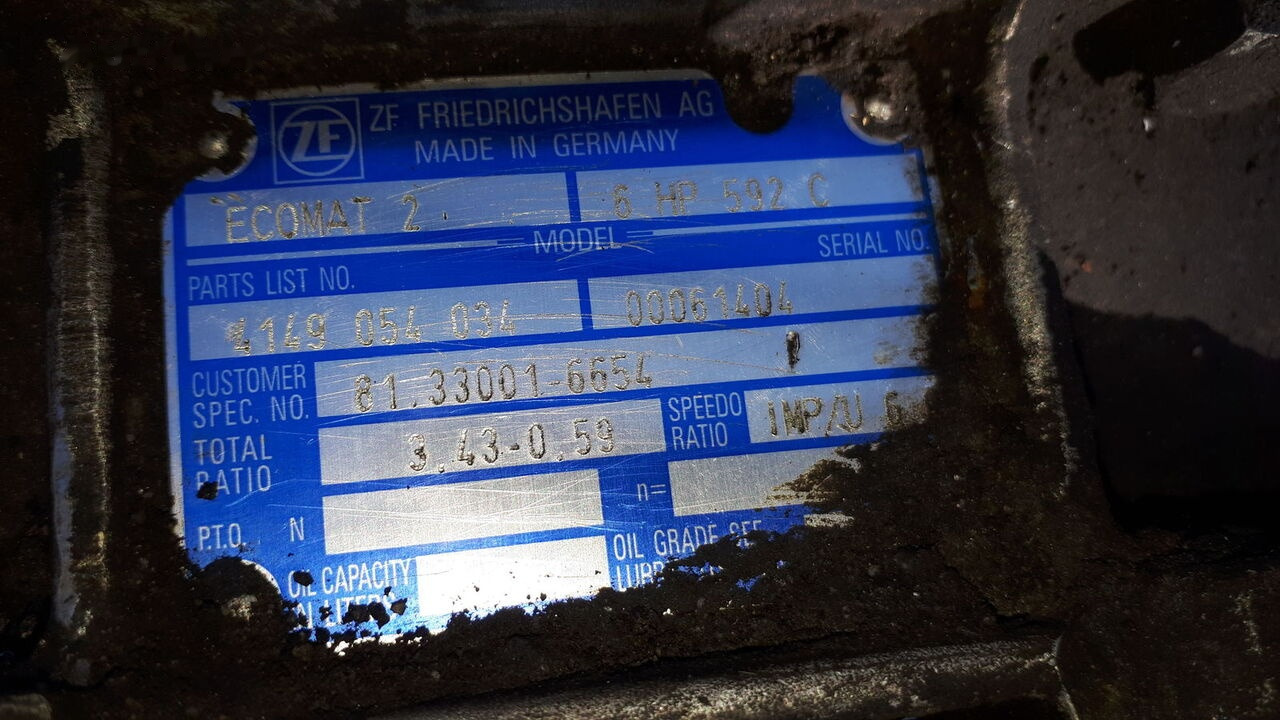 ZF ZF FRIEDRICHSHAFEN AG
MADE IN GERMANY
ECOMAT 2 6 HP 592 C
MODEL
PARTS LIST NO. SERIAL NO.
4149 054 034 00061404
CUSTOMER SPEC. NO. 81.33001-6654
TOTAL RATIO 3.43-0.59 SPEEDO RATIO IMP/U 6
P.T.O. N n=
OIL CAPACITY OIL GRADE SEE
LITERS